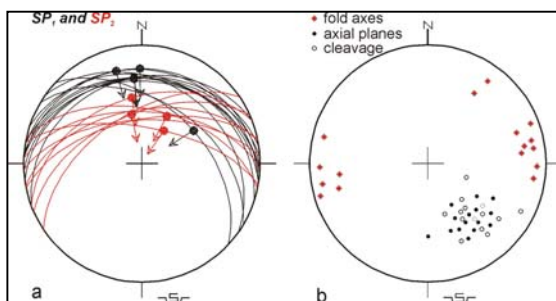 SP₁ and SP₂
N
a
fold axes
axial planes
cleavage
N
b